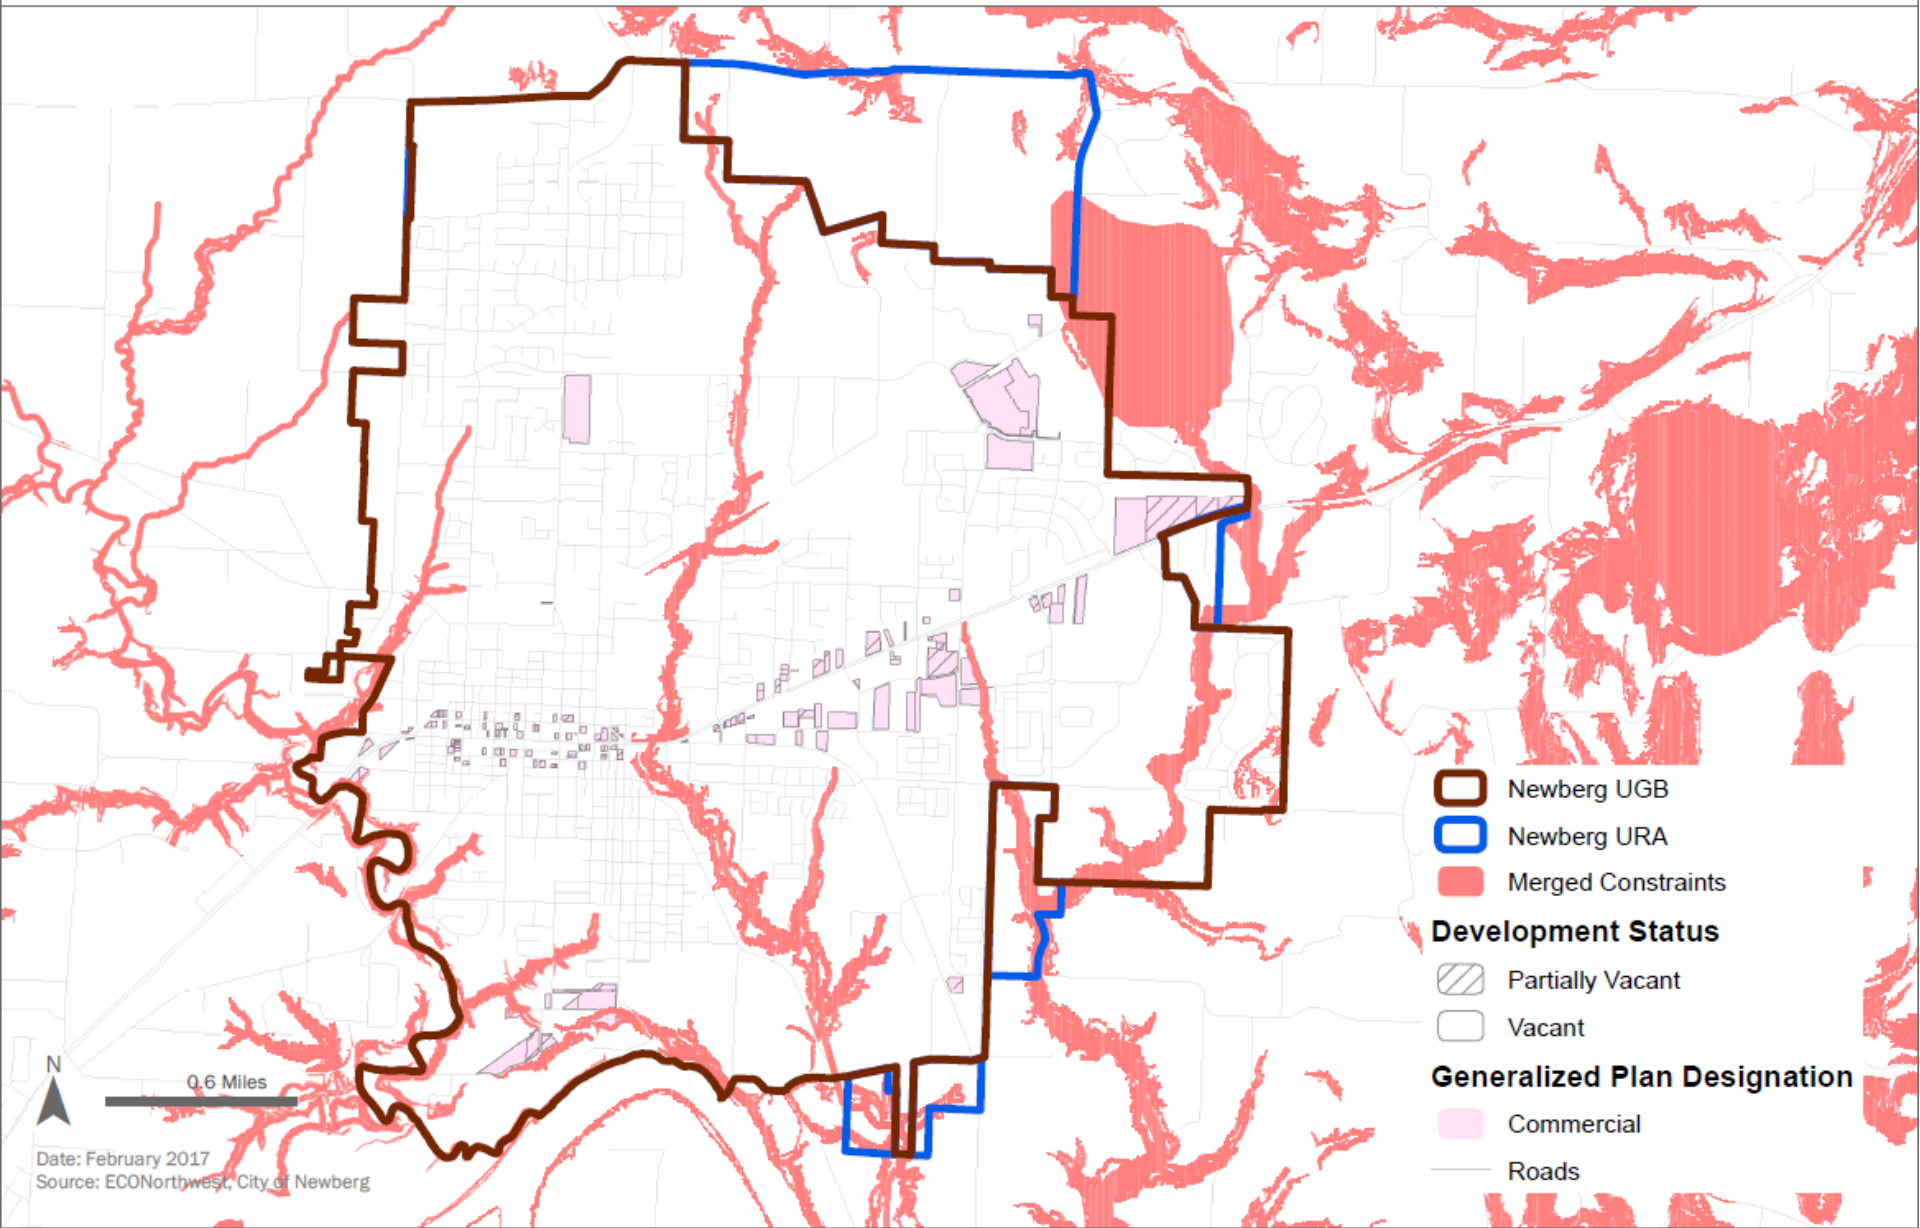 Newberg UGB
Newberg URA
Merged Constraints
Development Status
Partially Vacant
Vacant
Generalized Plan Designation
Commercial
Roads
N
0.6 Miles
Date: February 2017
Source: ECONorthwest, City of Newberg